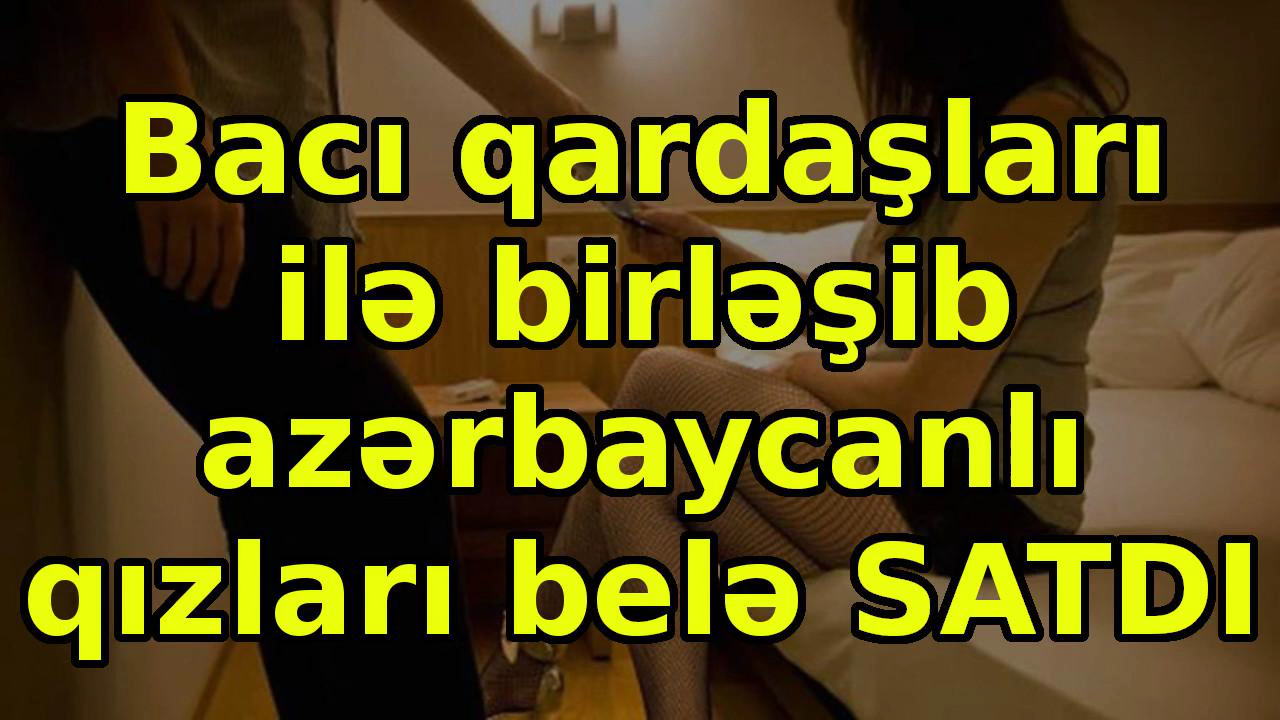 Bacı qardaşları
ilə birləşib
azərbaycanlı
qızları belə SATDI